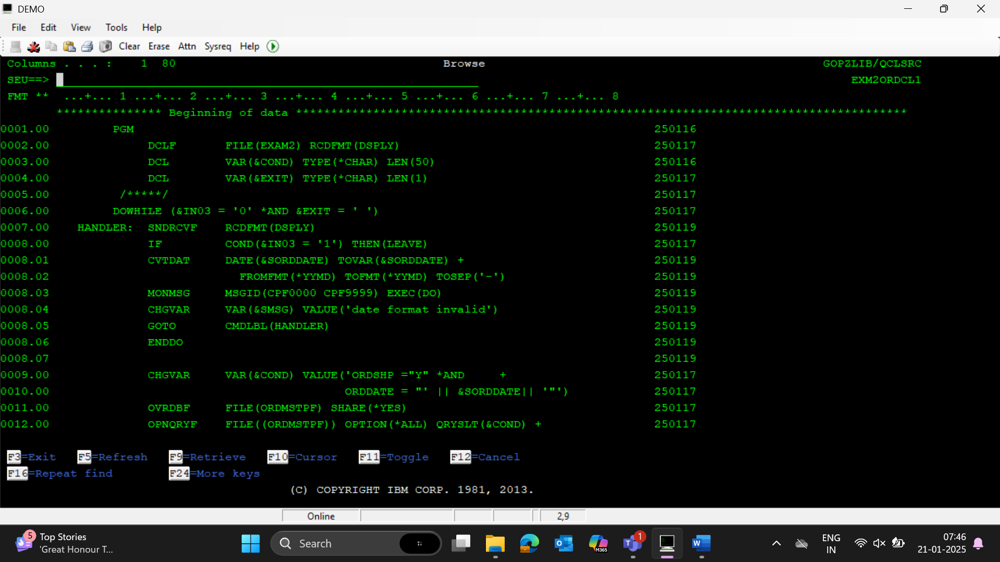 DEMO
File Edit View Tools Help
Clear Erase Attn Sysreq Help
Columns . . . : 1 80 Browse GOPZLIB/QCLSRC
SEU==> EXM2ORDCL1
FMT ** ...+... 1 ...+... 2 ...+... 3 ...+... 4 ...+... 5 ...+... 6 ...+... 7 ...+... 8
*************** Beginning of data ***************************************************************************************
0001.00 PGM 250116
0002.00 DCLF FILE(EXAM2) RCDFMT(DSPLY) 250117
0003.00 DCL VAR(&COND) TYPE(*CHAR) LEN(50) 250116
0004.00 DCL VAR(&EXIT) TYPE(*CHAR) LEN(1) 250117
0005.00 /*****/ 250117
0006.00 DOWHILE (&IN03 = '0' *AND &EXIT = ' ') 250117
0007.00 HANDLER: SNDRCVF RCDFMT(DSPLY) 250119
0008.00 IF COND(&IN03 = '1') THEN(LEAVE) 250117
0008.01 CVTDAT DATE(&SORDDATE) TOVAR(&SORDDATE) + 250119
0008.02 FROMFMT(*YYMD) TOFMT(*YYMD) TOSEP('-') 250119
0008.03 MONMSG MSGID(CPF0000 CPF9999) EXEC(DO) 250119
0008.04 CHGVAR VAR(&SMSG) VALUE('date format invalid') 250119
0008.05 GOTO CMDLBL(HANDLER) 250119
0008.06 ENDDO 250119
0008.07 250119
0009.00 CHGVAR VAR(&COND) VALUE('ORDSHP ="Y" *AND + 250117
0010.00 ORDDATE = "' || &SORDDATE|| '"') 250117
0011.00 OVRDBF FILE(ORDMSTPF) SHARE(*YES) 250117
0012.00 OPNQRYF FILE((ORDMSTPF)) OPTION(*ALL) QRYSLT(&COND) + 250117
F3=Exit F5=Refresh F9=Retrieve F10=Cursor F11=Toggle F12=Cancel
F16=Repeat find F24=More keys
(C) COPYRIGHT IBM CORP. 1981, 2013.
Online 2,9
5 Top Stories
'Great Honour T...
Search
M365
1
ENG
IN
07:46
21-01-2025